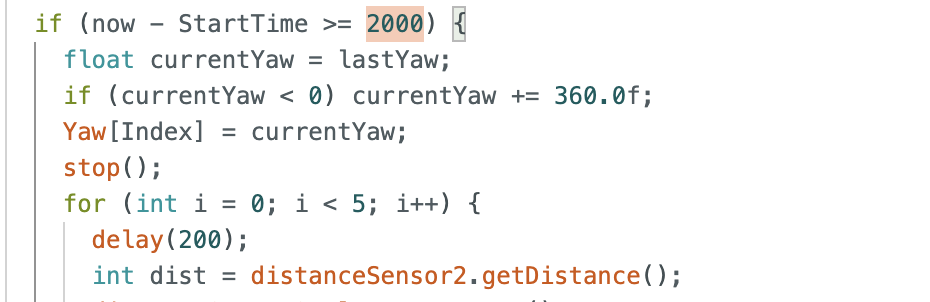 if (now - StartTime >= 2000) {
float currentYaw = lastYaw;
if (currentYaw < 0) currentYaw += 360.0f;
Yaw[Index] = currentYaw;
stop();
for (int i = 0; i < 5; i++) {
delay(200);
int dist = distanceSensor2.getDistance();